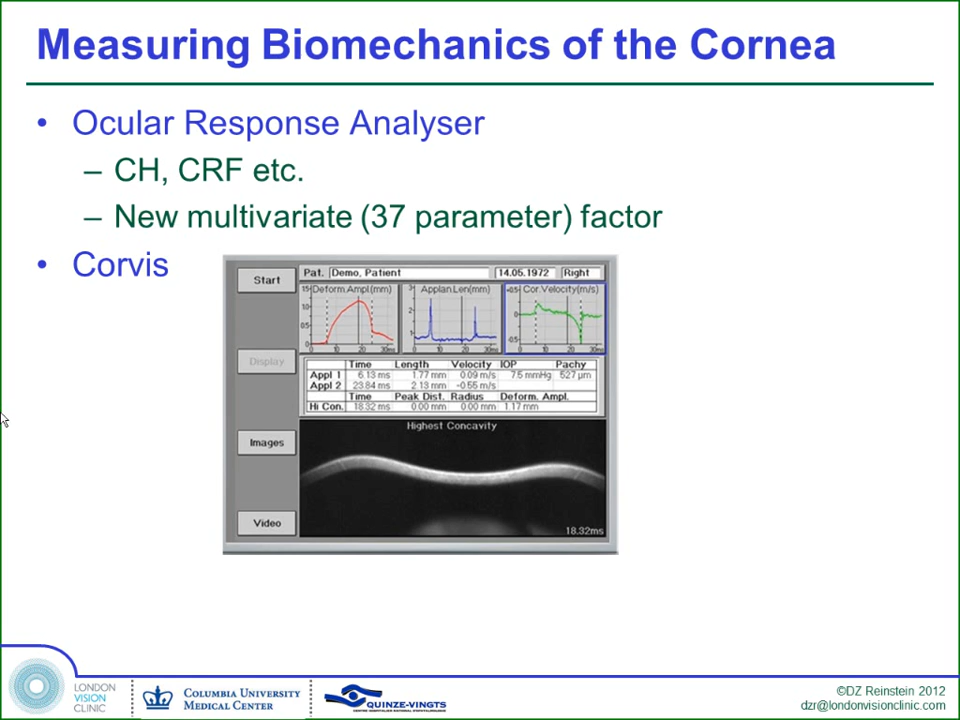 Measuring Biomechanics of the Cornea
• Ocular Response Analyser
– CH, CRF etc.
– New multivariate (37 parameter) factor
• Corvis
Start
Pat. Demo, Patient 14.05.1972 Right
Deform.Ampl.(mm) Applan.Len(mm) Cor.Velocity(m/s)
Display
Time Length Velocity IOP Pachy
Appl 1 6.13 ms 1.77 mm 0.09 m/s 7.5 mmHg 527 µm
Appl 2 23.84 ms 2.13 mm -0.55 m/s
Time Peak Dist. Radius Deform. Ampl.
Hi Con. 18.32 ms 0.00 mm 0.00 mm 1.17 mm
Highest Concavity
Images
Video
18.32ms
LONDON
VISION
CLINIC
COLUMBIA UNIVERSITY
MEDICAL CENTER
QUINZE-VINGTS
©DZ Reinstein 2012
dzr@londonvisionclinic.com